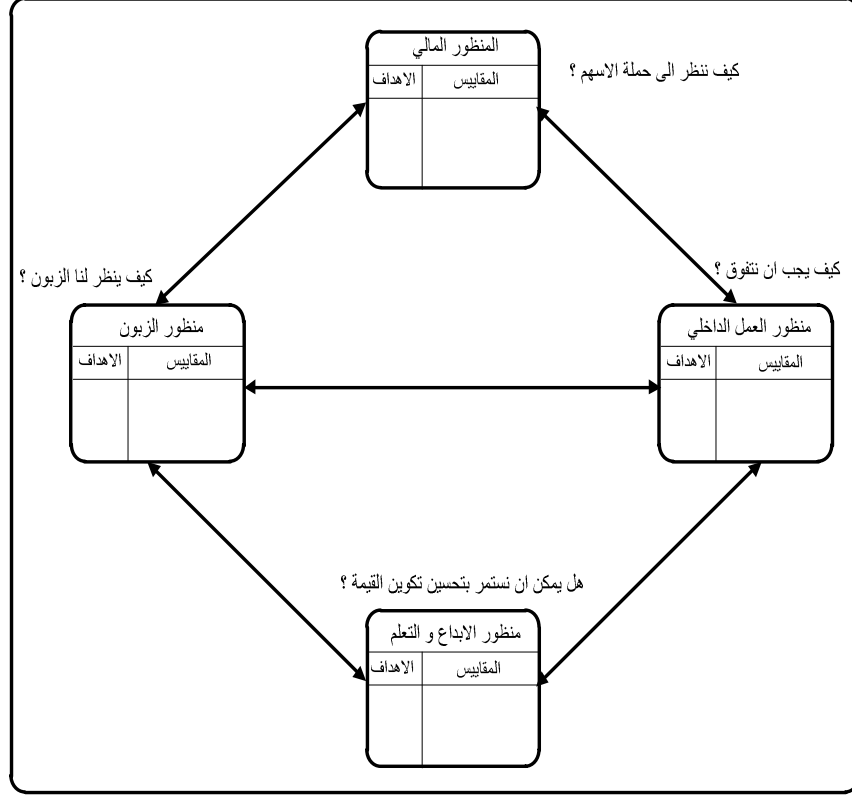 المنظور المالي
المقاييس
الاهداف
كيف ننظر الى حملة الاسهم ؟
كيف يجب ان نتفوق ؟
منظور العمل الداخلي
المقاييس
الاهداف
كيف ينظر لنا الزبون ؟
منظور الزبون
المقاييس
الاهداف
هل يمكن ان نستمر بتحسين تكوين القيمة ؟
منظور الابداع و التعلم
المقاييس
الاهداف